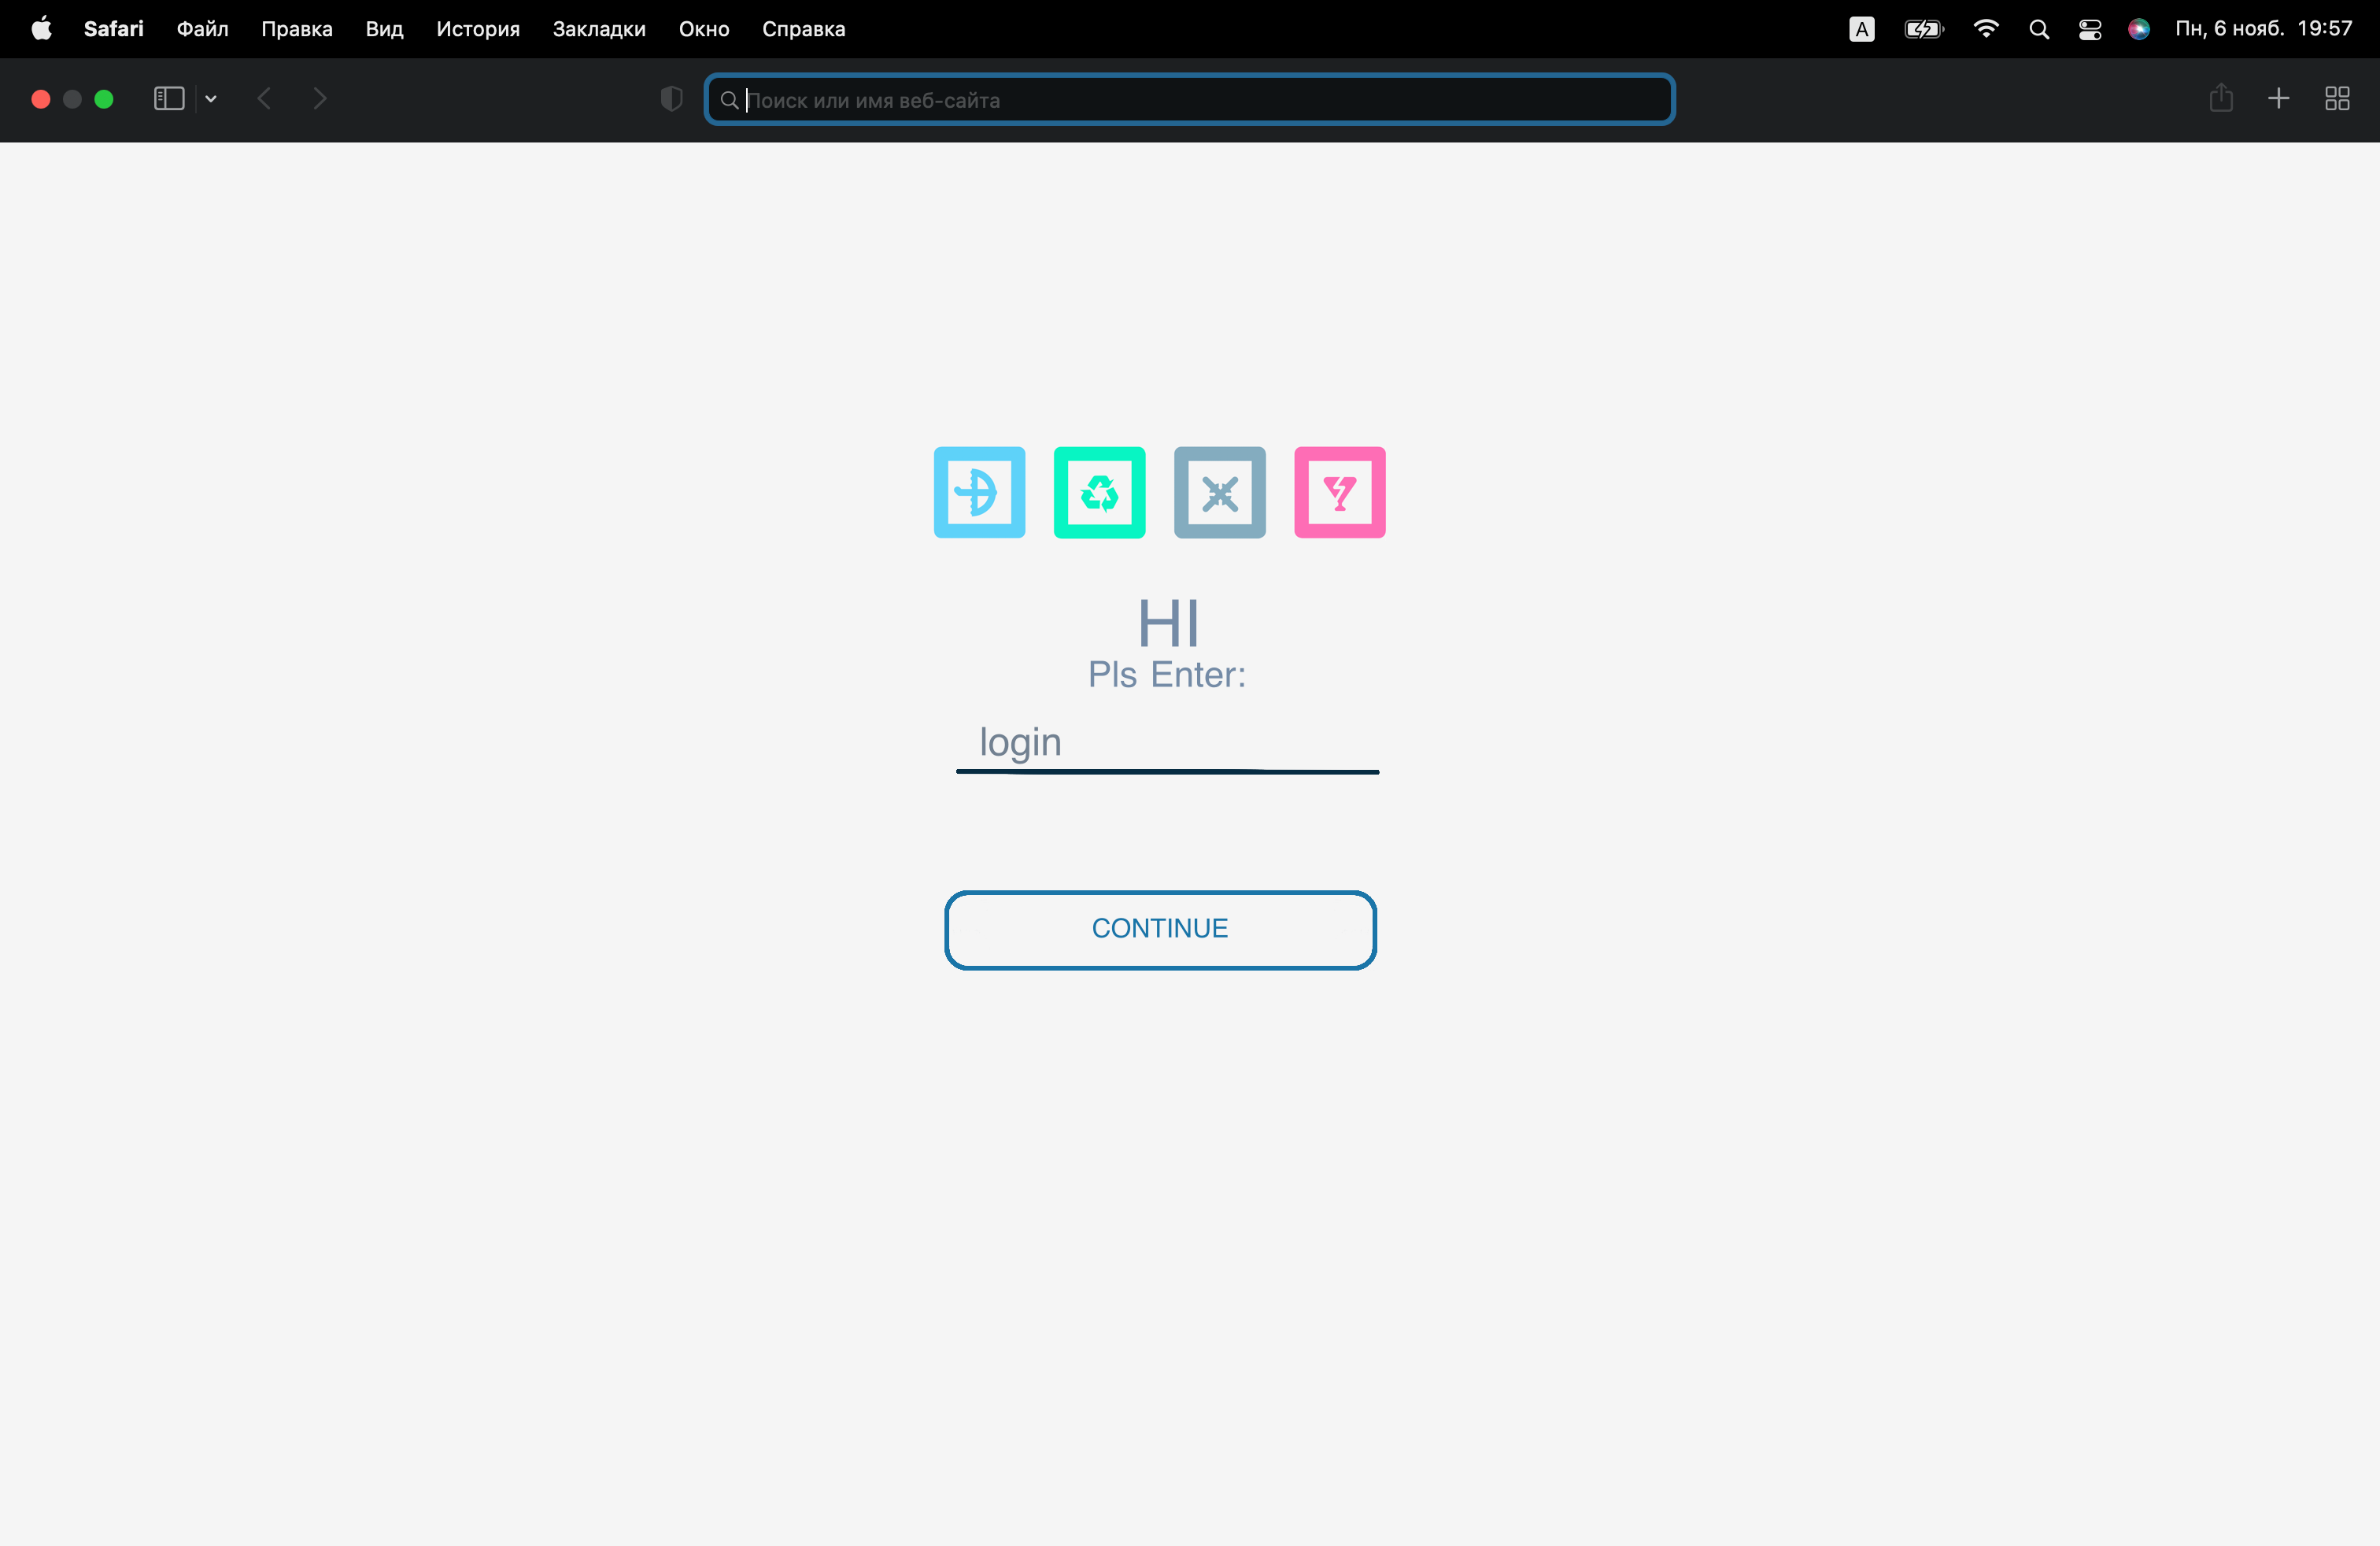 Safari Файл Правка Вид История Закладки Окно Справка A Пн, 6 нояб. 19:57
Поиск или имя веб-сайта
HI
Pls Enter:
login
CONTINUE